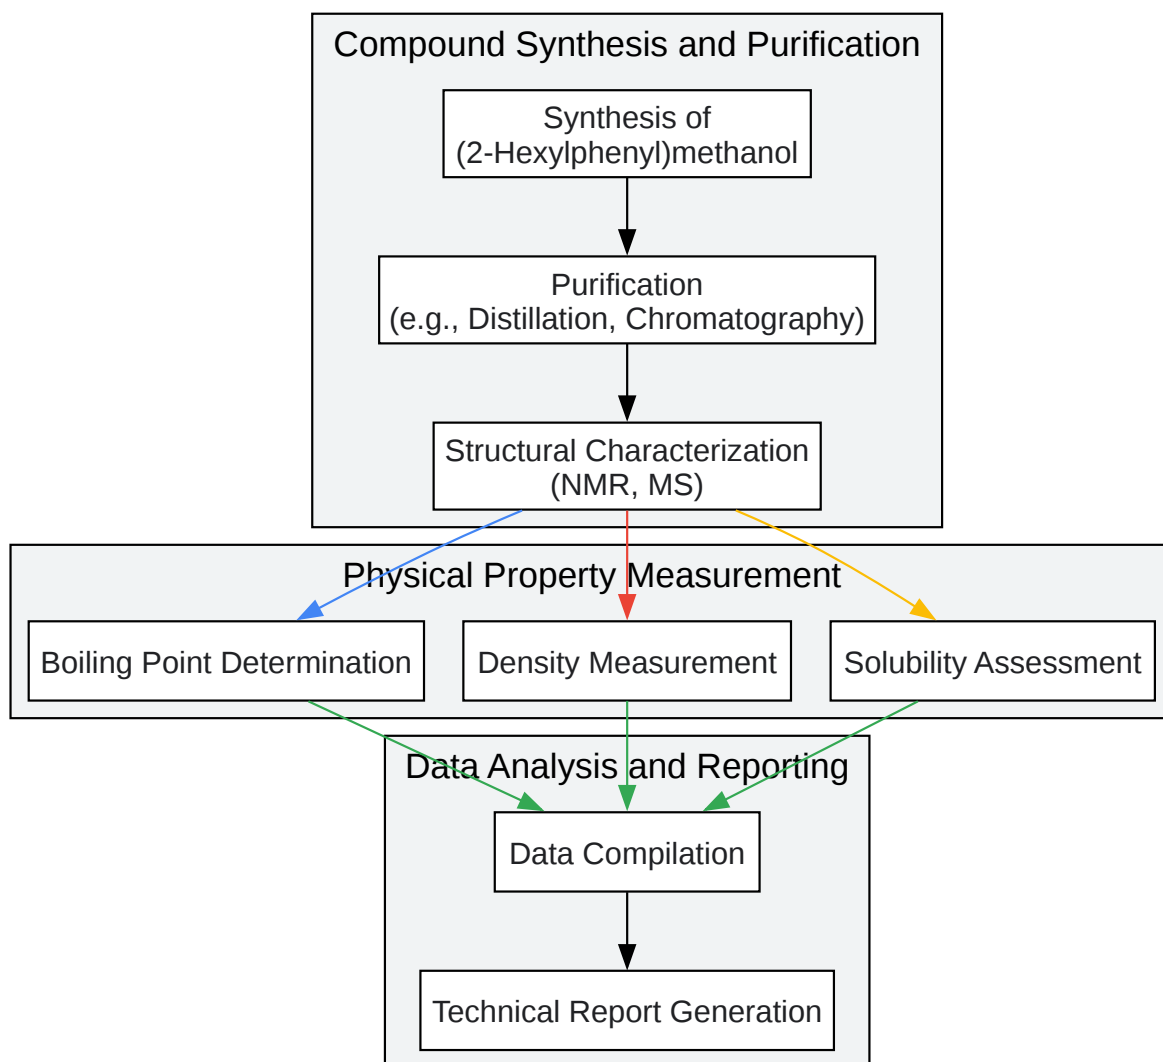 Compound Synthesis and Purification
Synthesis of
(2-Hexylphenyl)methanol
Purification
(e.g., Distillation, Chromatography)
Structural Characterization
(NMR, MS)
Physical Property Measurement
Boiling Point Determination
Density Measurement
Solubility Assessment
Data Analysis and Reporting
Data Compilation
Technical Report Generation